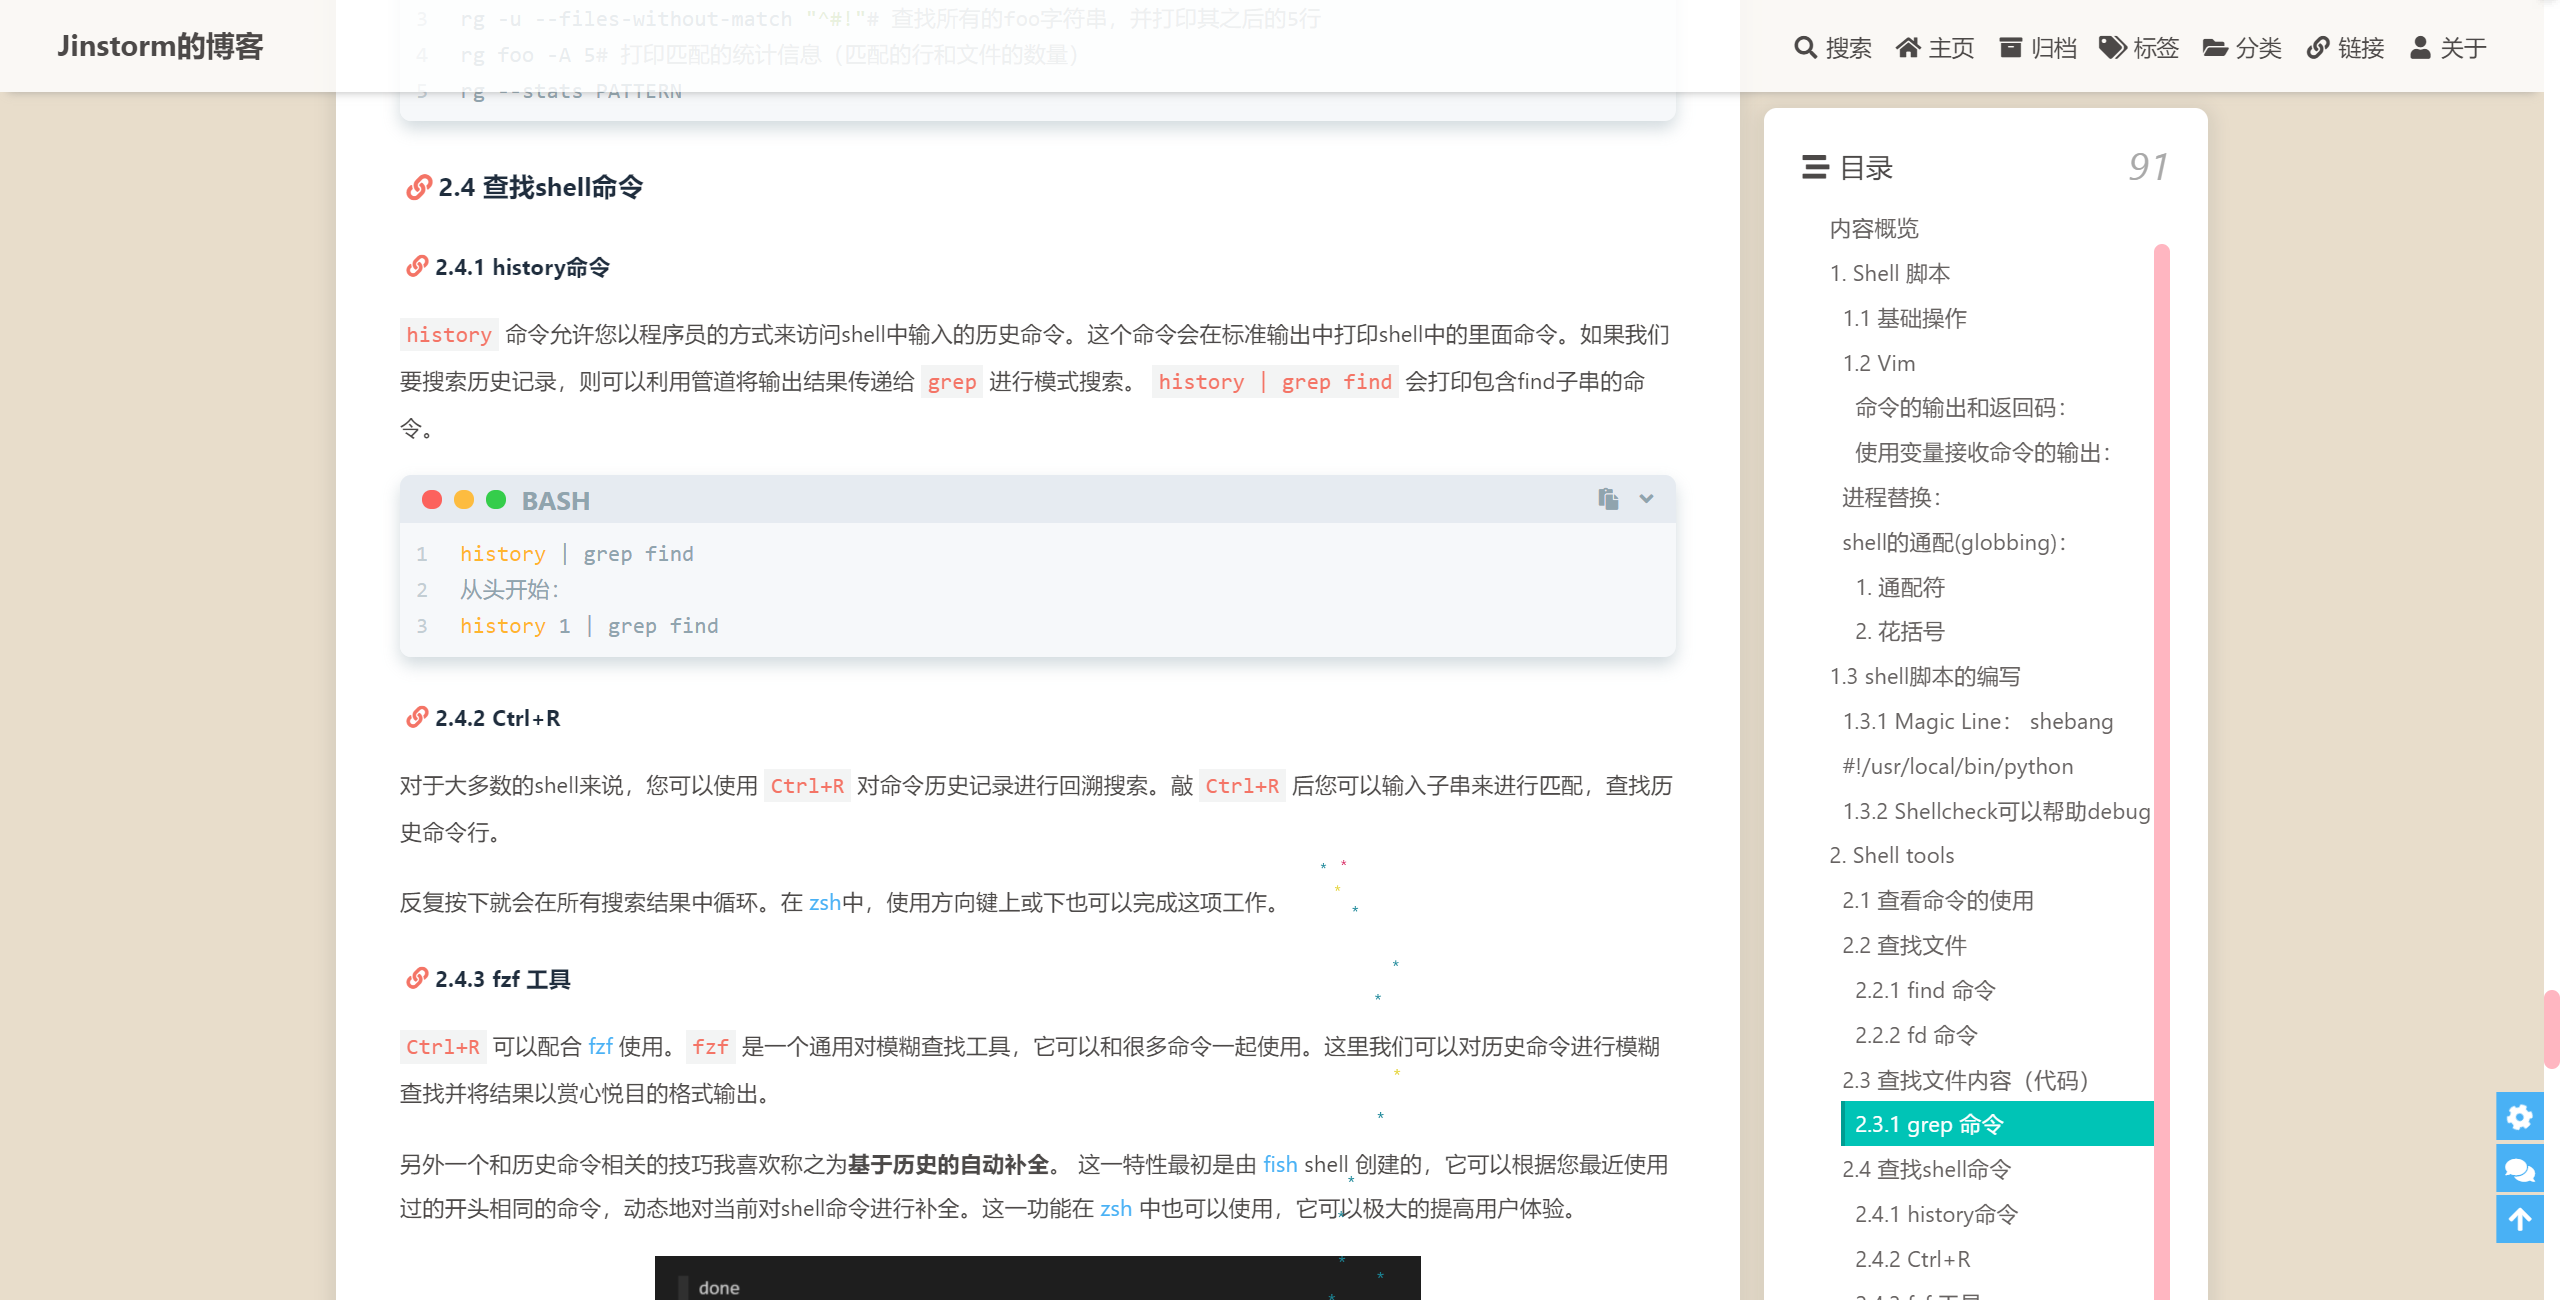 Jinstorm的博客
搜索 主页 归档 标签 分类 链接 关于
3 rg -u --files-without-match "^#!"# 查找所有的foo字符串，并打印其之后的5行
4 rg foo -A 5# 打印匹配的统计信息（匹配的行和文件的数量）
5 rg --stats PATTERN
2.4 查找shell命令
2.4.1 history命令
history 命令允许您以程序员的方式来访问shell中输入的历史命令。这个命令会在标准输出中打印shell中的里面命令。如果我们
要搜索历史记录，则可以利用管道将输出结果传递给 grep 进行模式搜索。 history | grep find 会打印包含find子串的命
令。
BASH
1 history | grep find
2 从头开始：
3 history 1 | grep find
2.4.2 Ctrl+R
对于大多数的shell来说，您可以使用 Ctrl+R 对命令历史记录进行回溯搜索。敲 Ctrl+R 后您可以输入子串来进行匹配，查找历
史命令行。
反复按下就会在所有搜索结果中循环。在 zsh中，使用方向键上或下也可以完成这项工作。
2.4.3 fzf 工具
Ctrl+R 可以配合 fzf 使用。fzf 是一个通用对模糊查找工具，它可以和很多命令一起使用。这里我们可以对历史命令进行模糊
查找并将结果以赏心悦目的格式输出。
另外一个和历史命令相关的技巧我喜欢称之为基于历史的自动补全。 这一特性最初是由 fish shell 创建的，它可以根据您最近使用
过的开头相同的命令，动态地对当前对shell命令进行补全。这一功能在 zsh 中也可以使用，它可以极大的提高用户体验。
done
目录 91
内容概览
1. Shell 脚本
1.1 基础操作
1.2 Vim
命令的输出和返回码：
使用变量接收命令的输出：
进程替换：
shell的通配(globbing)：
1. 通配符
2. 花括号
1.3 shell脚本的编写
1.3.1 Magic Line： shebang
#!/usr/local/bin/python
1.3.2 Shellcheck可以帮助debug
2. Shell tools
2.1 查看命令的使用
2.2 查找文件
2.2.1 find 命令
2.2.2 fd 命令
2.3 查找文件内容（代码）
2.3.1 grep 命令
2.4 查找shell命令
2.4.1 history命令
2.4.2 Ctrl+R
2.4.3 fzf 工具